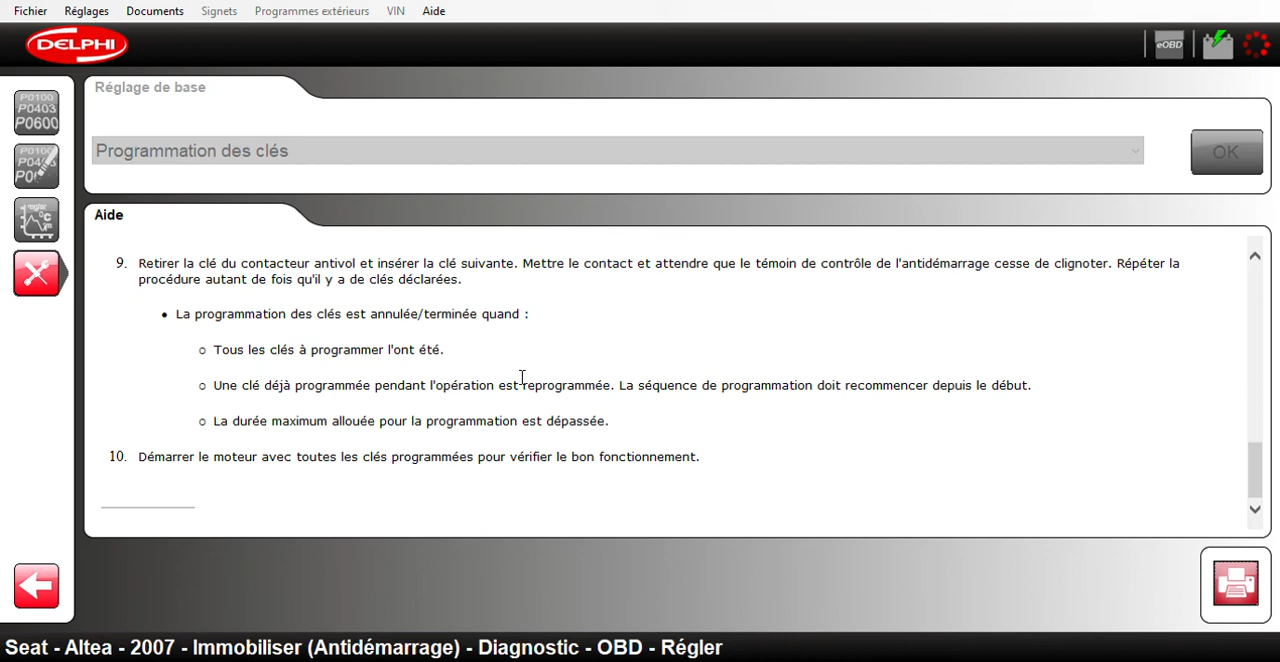 Fichier Réglages Documents Signets Programmes extérieurs VIN Aide
DELPHI
eOBD
Réglage de base
P0100
P0403
P0600
Programmation des clés
OK
P0100
Aide
9. Retirer la clé du contacteur antivol et insérer la clé suivante. Mettre le contact et attendre que le témoin de contrôle de l'antidémarrage cesse de clignoter. Répéter la
procédure autant de fois qu'il y a de clés déclarées.
• La programmation des clés est annulée/terminée quand :
o Tous les clés à programmer l'ont été.
o Une clé déjà programmée pendant l'opération est reprogrammée. La séquence de programmation doit recommencer depuis le début.
o La durée maximum allouée pour la programmation est dépassée.
10. Démarrer le moteur avec toutes les clés programmées pour vérifier le bon fonctionnement.
Seat - Altea - 2007 - Immobiliser (Antidémarrage) - Diagnostic - OBD - Régler